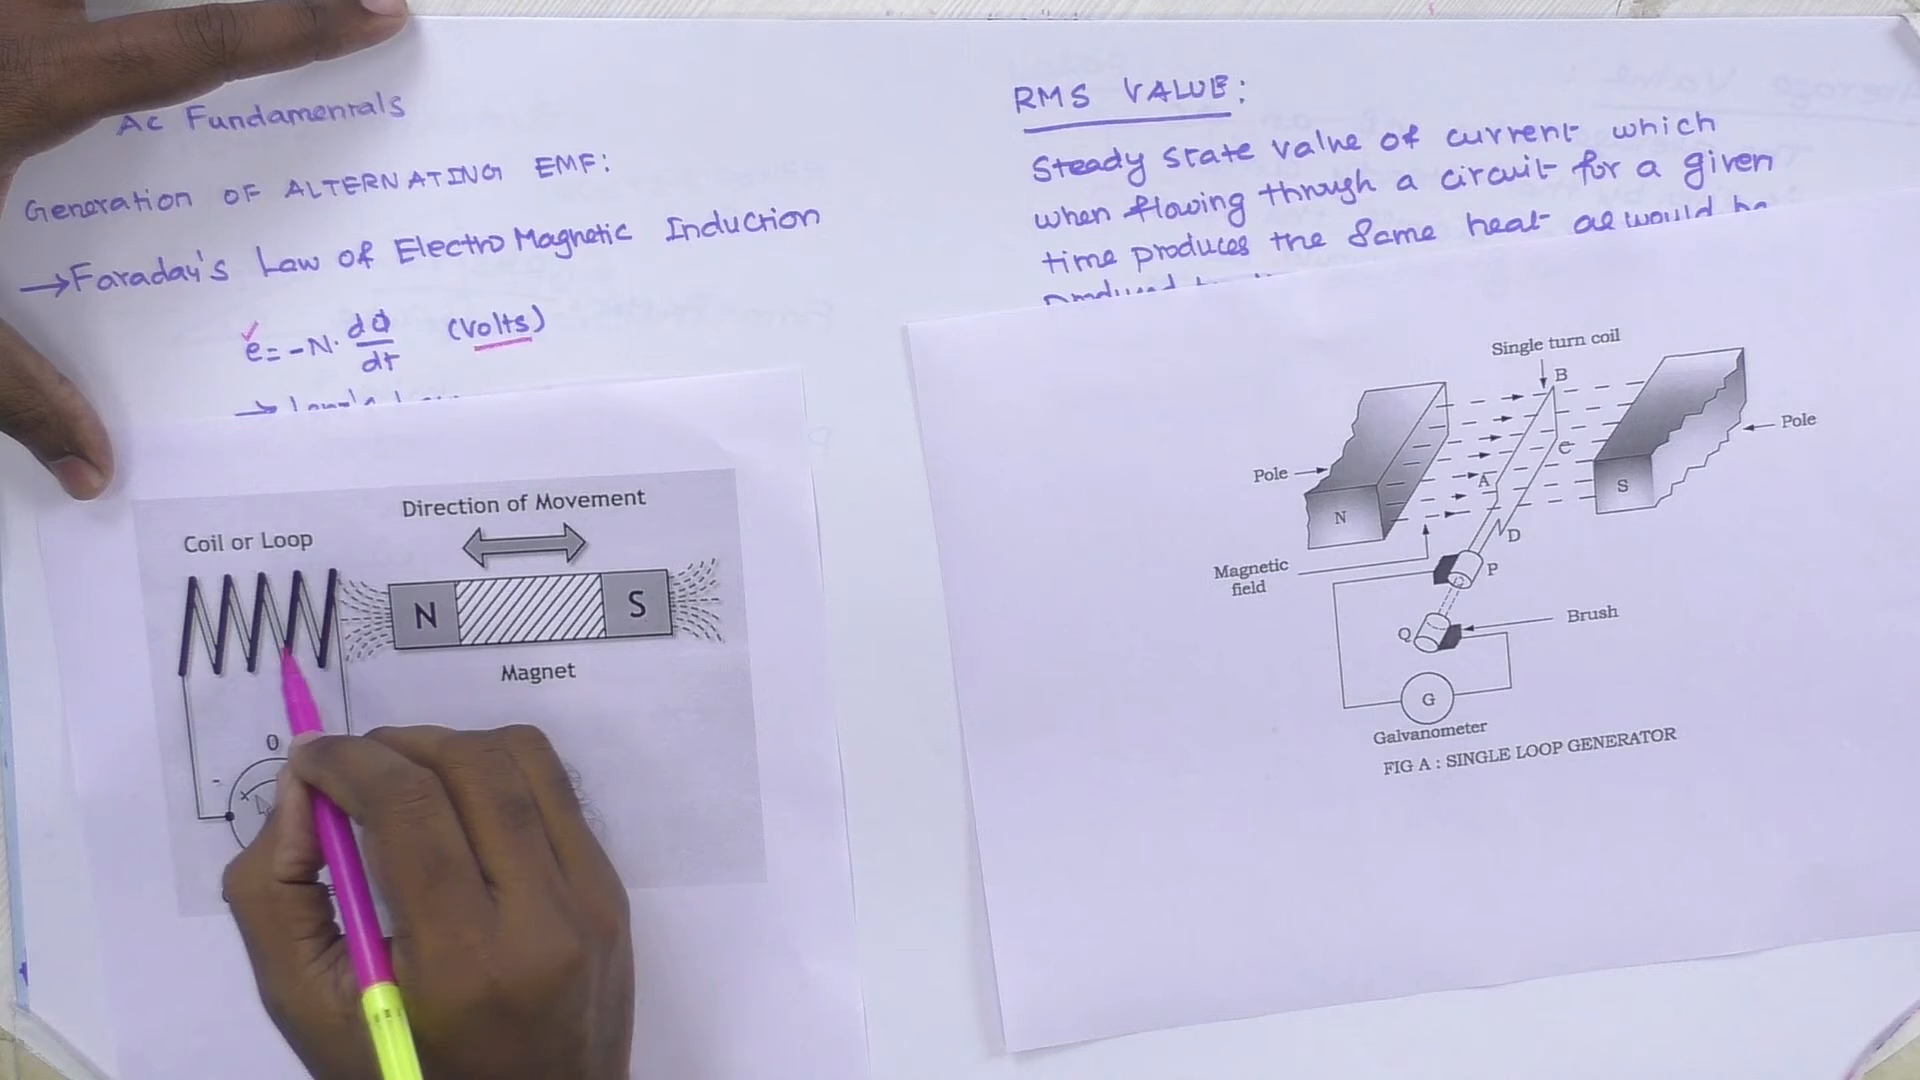 Ac Fundamentals
Generation OF ALTERNATING EMF:
→Faraday's Law of Electro Magnetic Induction
e=-N. dΦ/dt (Volts)
RMS VALUE:
Steady state value of current which
when flowing through a circuit for a given
time produces the Same heat as would be
Direction of Movement
Coil or Loop
N
S
Magnet
0
-
Single turn coil
B
Pole
C
Pole
A
S
N
D
Magnetic
field
P
Brush
Q
G
Galvanometer
FIG A : SINGLE LOOP GENERATOR